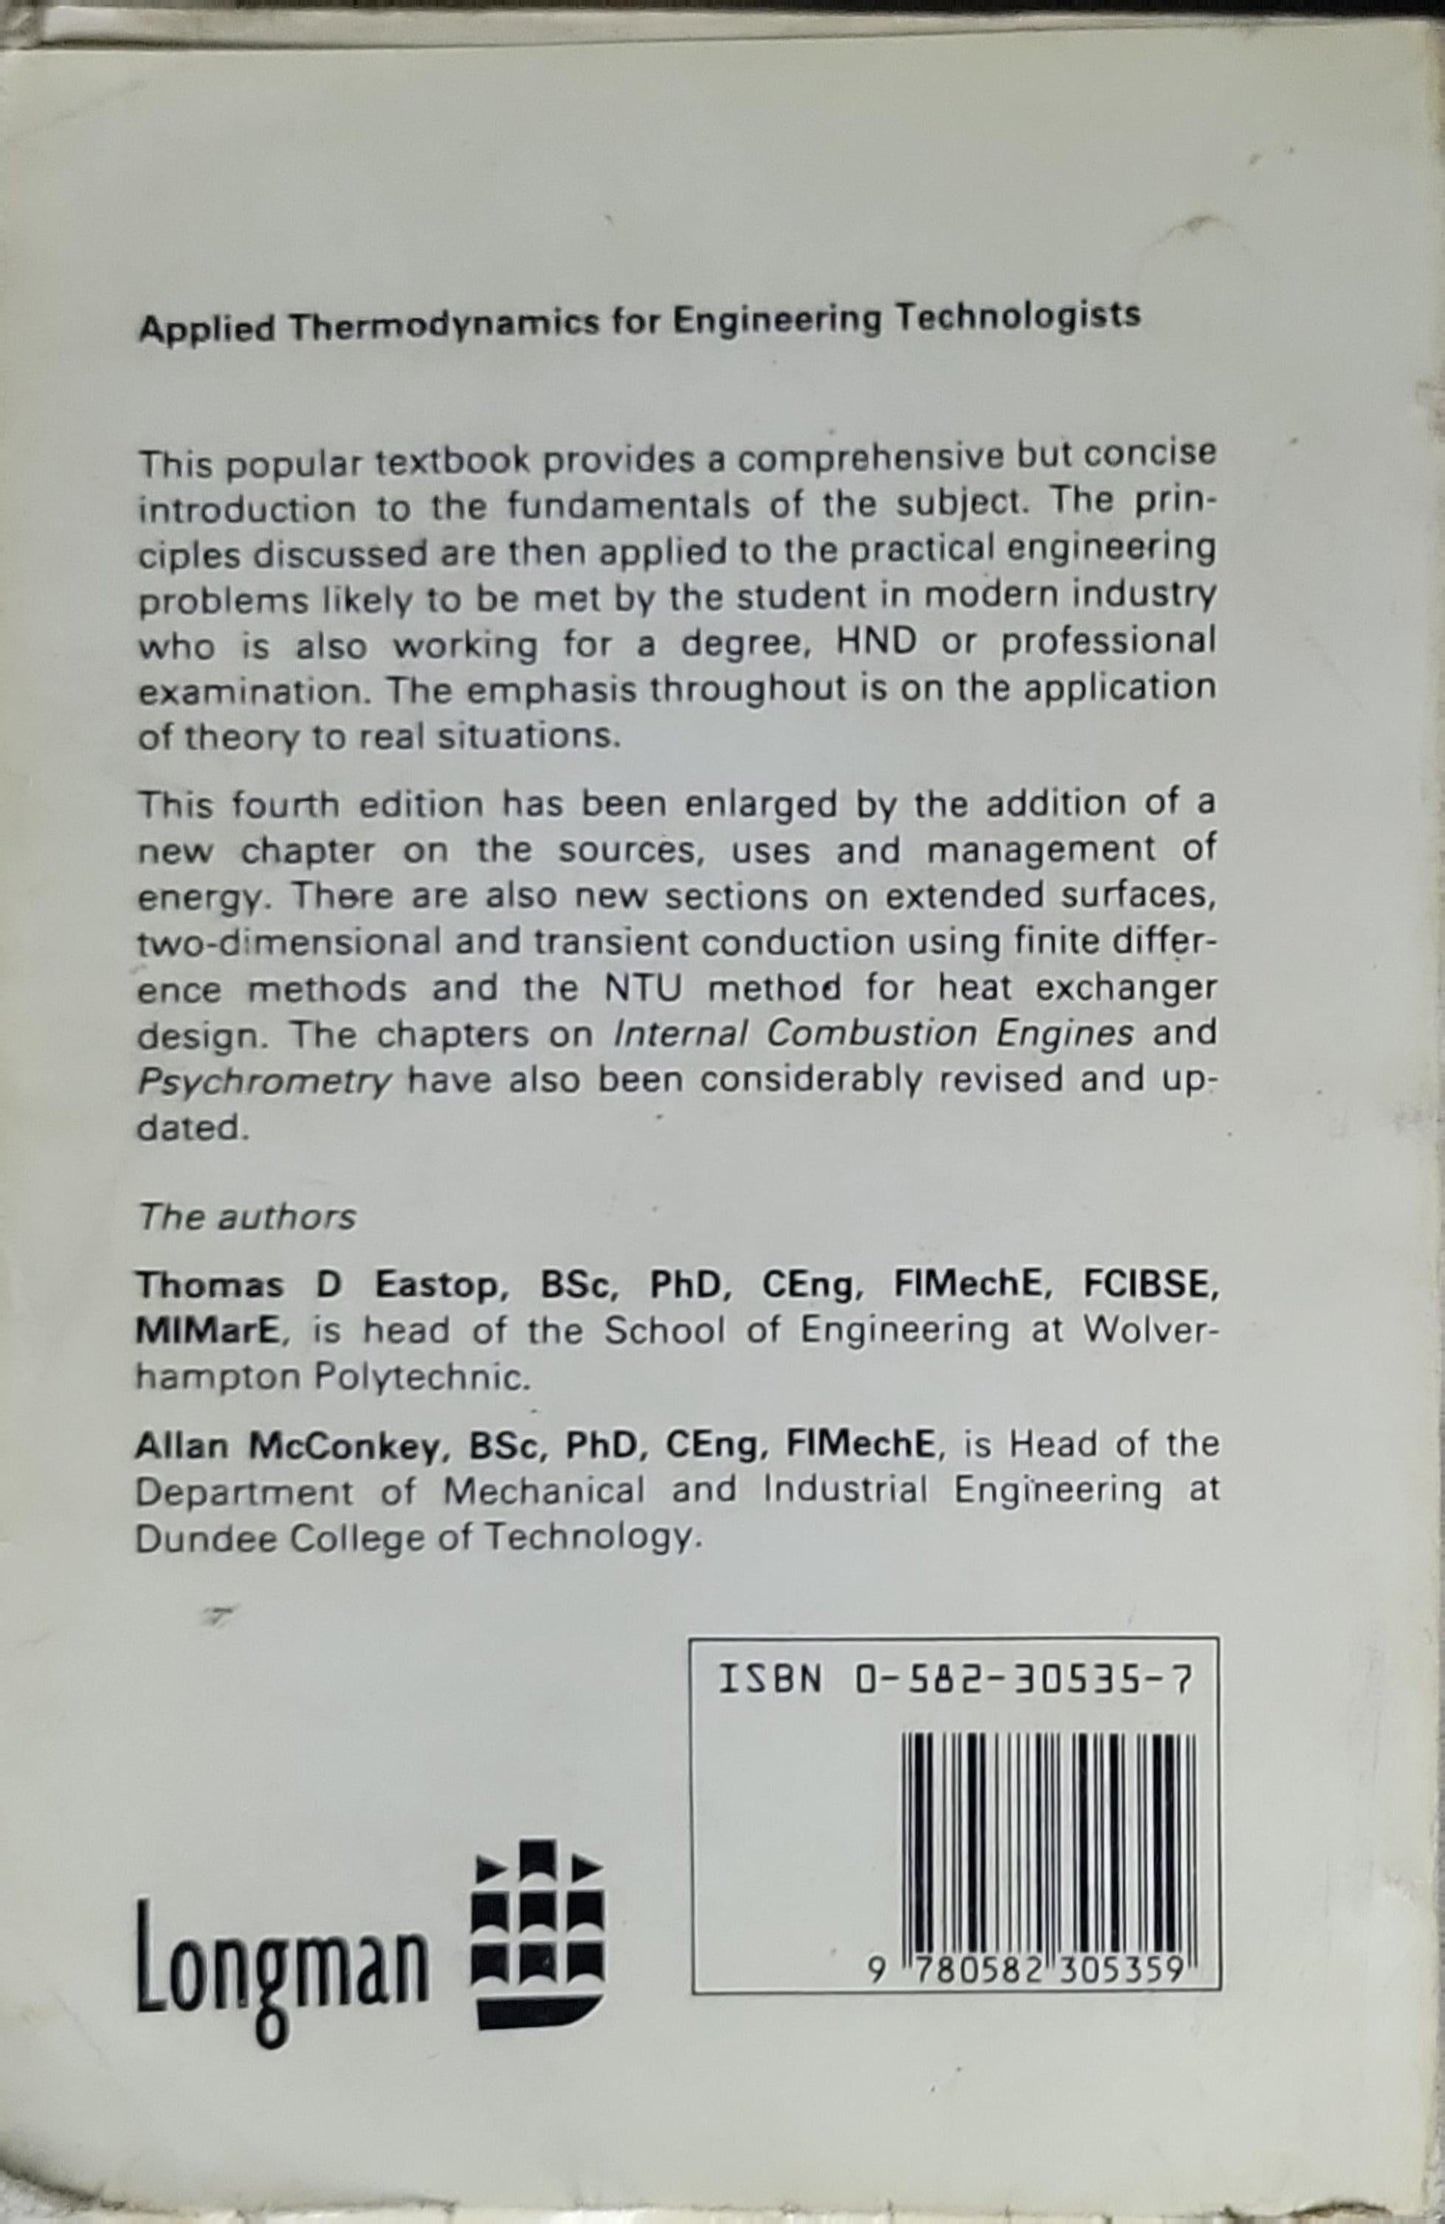 Applied Thermodynamics for Engineering Technologists
This popular textbook provides a comprehensive but concise
introduction to the fundamentals of the subject. The prin-
ciples discussed are then applied to the practical engineering
problems likely to be met by the student in modern industry
who is also working for a degree, HND or professional
examination. The emphasis throughout is on the application
of theory to real situations.
This fourth edition has been enlarged by the addition of a
new chapter on the sources, uses and management of
energy. There are also new sections on extended surfaces,
two-dimensional and transient conduction using finite differ-
ence methods and the NTU method for heat exchanger
design. The chapters on Internal Combustion Engines and
Psychrometry have also been considerably revised and up-
dated.
The authors
Thomas D Eastop, BSc, PhD, CEng, FIMechE, FCIBSE,
MIMarE, is head of the School of Engineering at Wolver-
hampton Polytechnic.
Allan McConkey, BSc, PhD, CEng, FIMechE, is Head of the
Department of Mechanical and Industrial Engineering at
Dundee College of Technology.
ISBN 0-582-30535-7
9 780582 305359
Longman